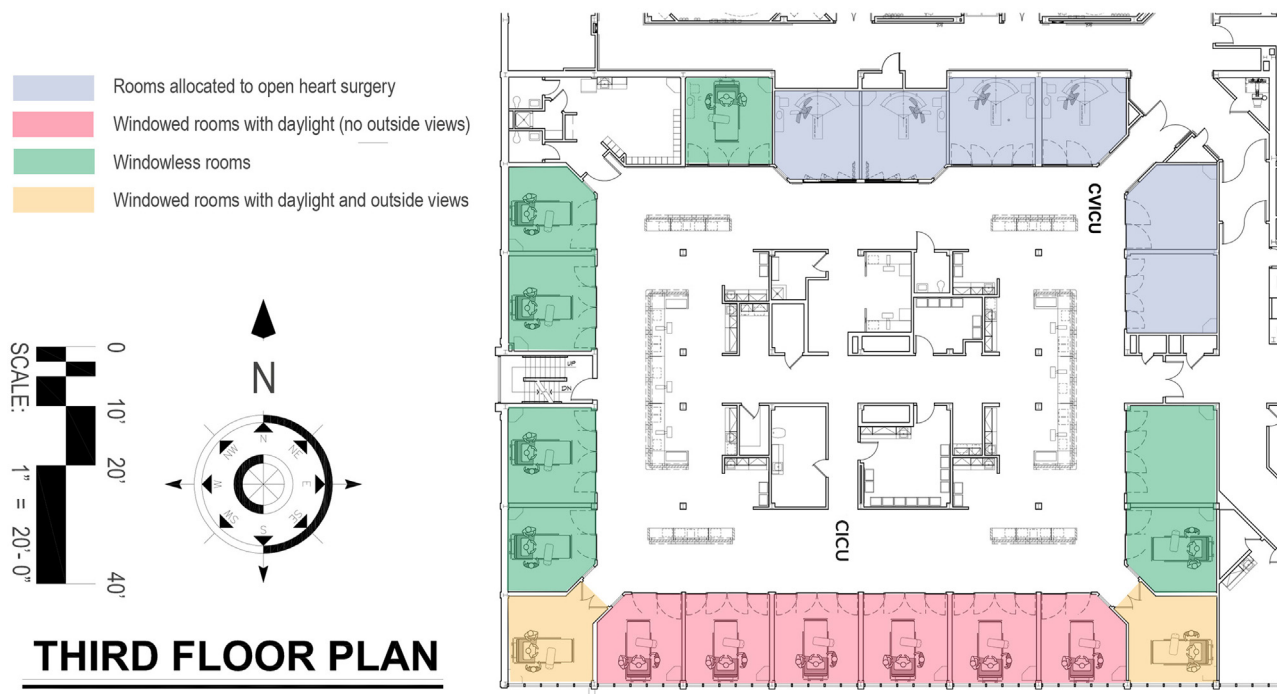 Rooms allocated to open heart surgery
Windowed rooms with daylight (no outside views)
Windowless rooms
Windowed rooms with daylight and outside views
CVICU
UP
DN
CICU
N
N
NE
E
SE
S
SW
W
NW
SCALE: 1" = 20'-0"
0
10'
20'
40'
THIRD FLOOR PLAN